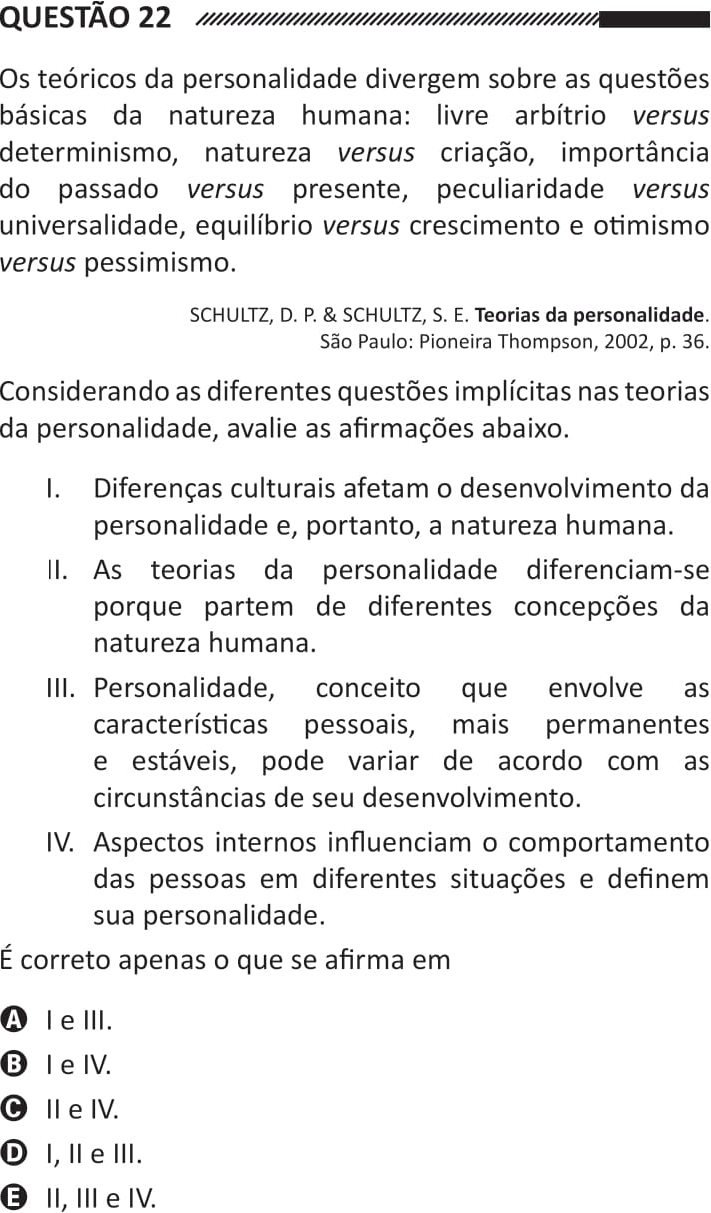 QUESTÃO 22
Os teóricos da personalidade divergem sobre as questões
básicas da natureza humana: livre arbítrio versus
determinismo, natureza versus criação, importância
do passado versus presente, peculiaridade versus
universalidade, equilíbrio versus crescimento e otimismo
versus pessimismo.
SCHULTZ, D. P. & SCHULTZ, S. E. Teorias da personalidade.
São Paulo: Pioneira Thompson, 2002, p. 36.
Considerando as diferentes questões implícitas nas teorias
da personalidade, avalie as afirmações abaixo.
I. Diferenças culturais afetam o desenvolvimento da
personalidade e, portanto, a natureza humana.
II. As teorias da personalidade diferenciam-se
porque partem de diferentes concepções da
natureza humana.
III. Personalidade, conceito que envolve as
características pessoais, mais permanentes
e estáveis, pode variar de acordo com as
circunstâncias de seu desenvolvimento.
IV. Aspectos internos influenciam o comportamento
das pessoas em diferentes situações e definem
sua personalidade.
É correto apenas o que se afirma em
A I e III.
B I e IV.
C II e IV.
D I, II e III.
E II, III e IV.